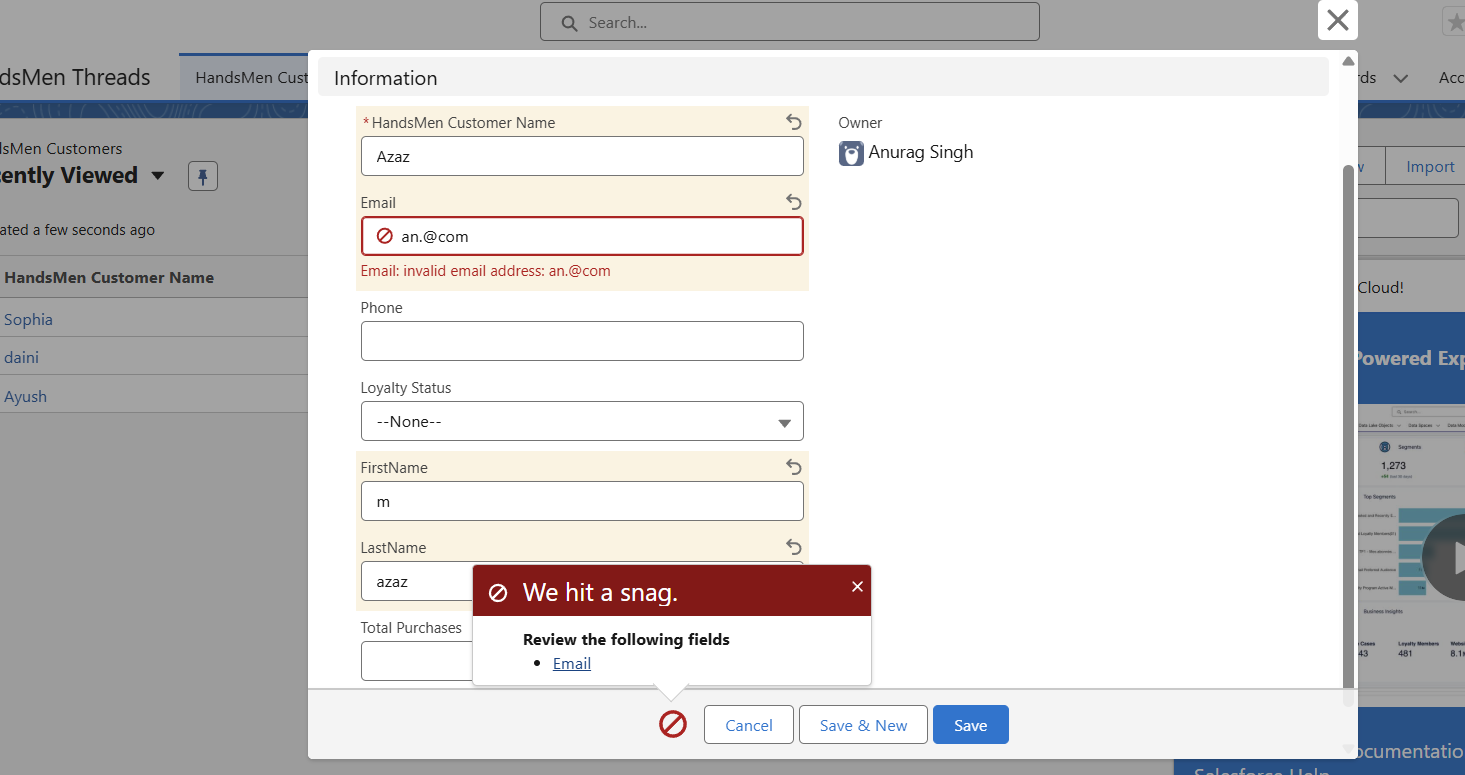 Search...
dsMen Threads
HandsMen Cust
rds
Acc
Information
*HandsMen Customer Name
Azaz
Owner
Anurag Singh
lsMen Customers
ently Viewed
Import
Email
an.@com
Email: invalid email address: an.@com
ated a few seconds ago
HandsMen Customer Name
Sophia
daini
Ayush
Cloud!
Powered Exp
Phone
Loyalty Status
--None--
Segments
1,273
Top Segments
FirstName
m
LastName
azaz
We hit a snag.
Review the following fields
Email
Total Purchases
Business Insights
Cases
Loyalty Members
43
481
8.1
Cancel
Save & New
Save
ocumentatio
Salesforce Help